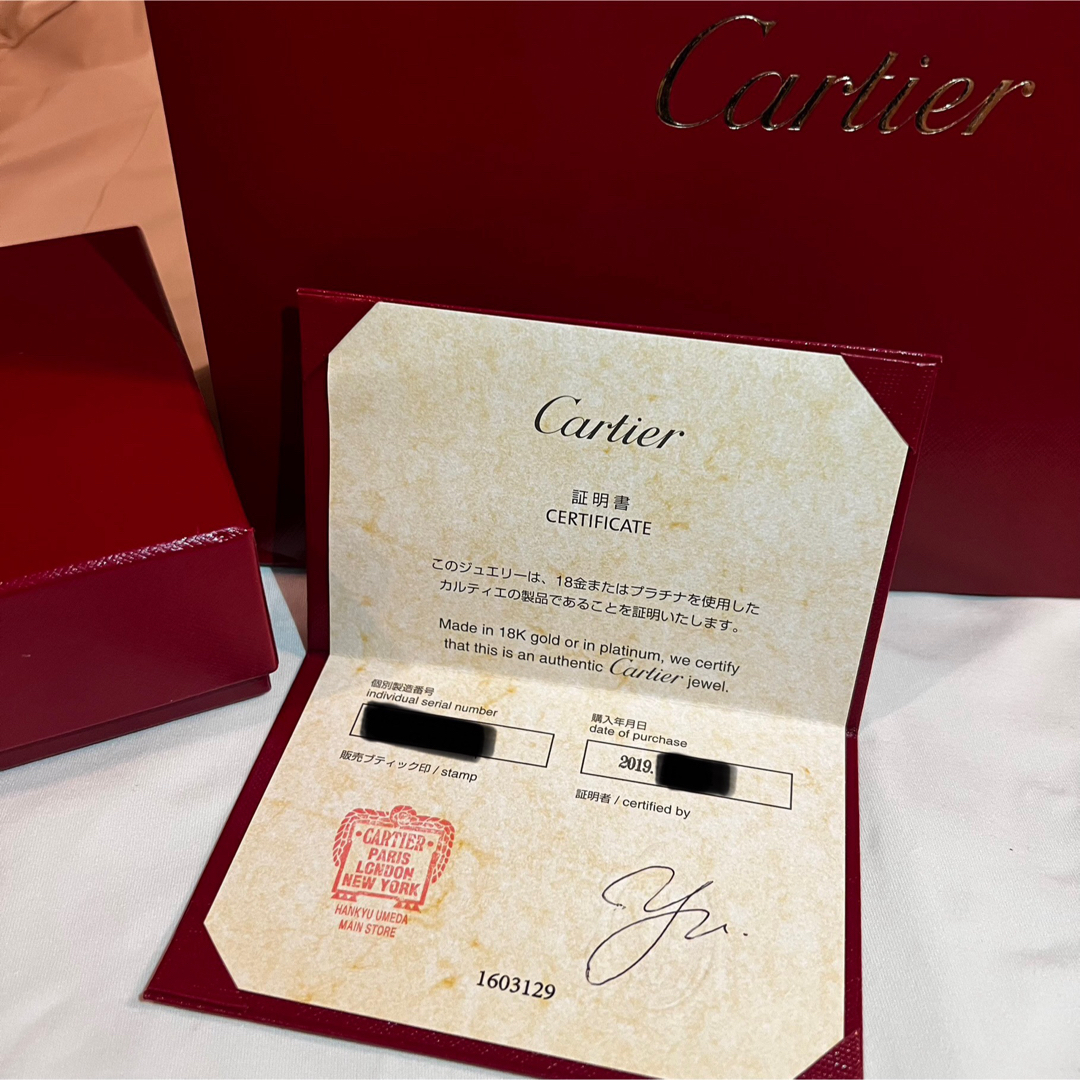 Cartier
Cartier
証明書
CERTIFICATE
このジュエリーは、18金またはプラチナを使用した
カルティエの製品であることを証明いたします。
Made in 18K gold or in platinum, we certify
that this is an authentic Cartier jewel.
個別製造番号
individual serial number
販売ブティック印 / stamp
購入年月日
date of purchase
2019.
証明者 / certified by
CARTIER
PARIS
LONDON
NEW YORK
HANKYU UMEDA
MAIN STORE
1603129